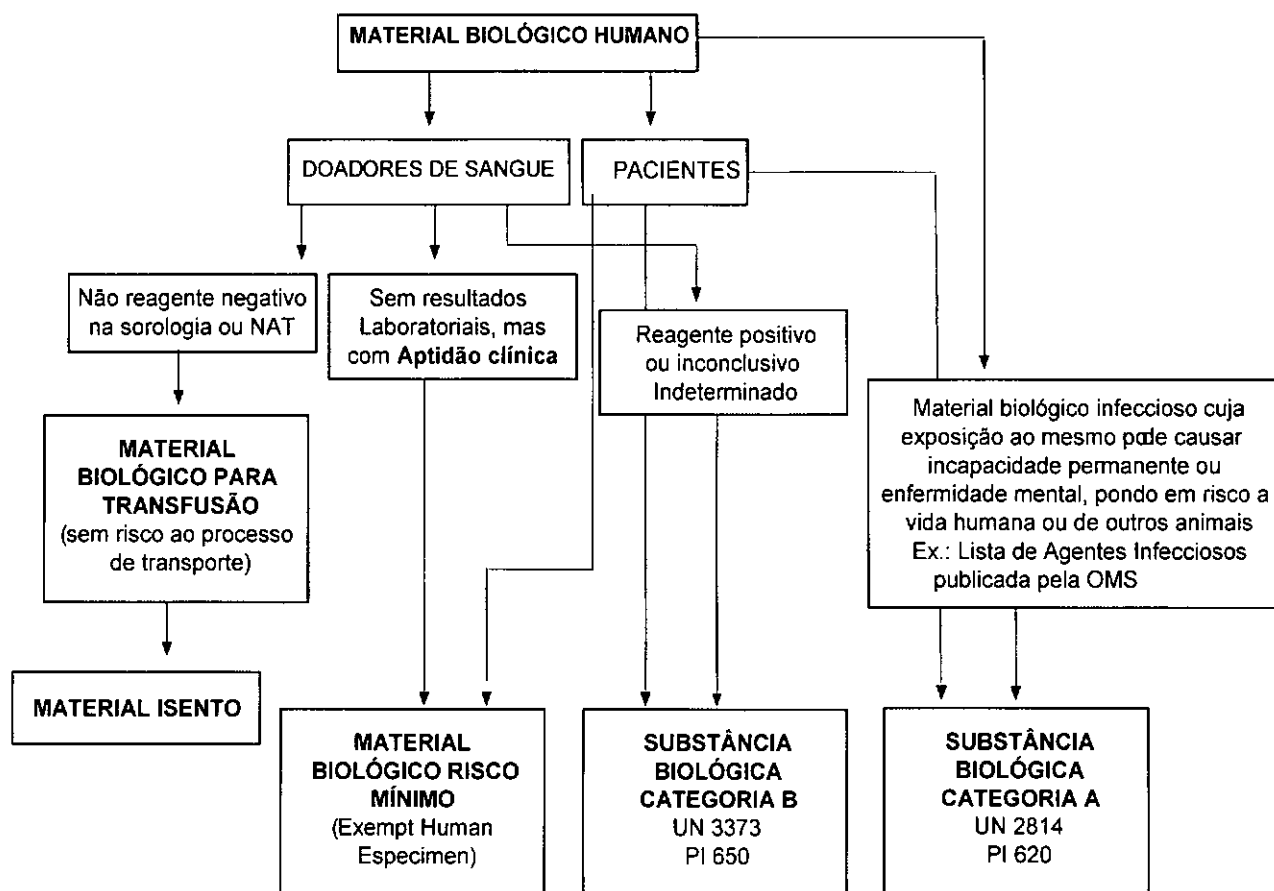 MATERIAL BIOLÓGICO HUMANO
DOADORES DE SANGUE
PACIENTES
Não reagente negativo
na sorologia ou NAT
Sem resultados
Laboratoriais, mas
com Aptidão clínica
Reagente positivo
ou inconclusivo
Indeterminado
Material biológico infeccioso cuja
exposição ao mesmo pode causar
incapacidade permanente ou
enfermidade mental, pondo em risco a
vida humana ou de outros animais
Ex.: Lista de Agentes Infecciosos
publicada pela OMS
MATERIAL
BIOLÓGICO PARA
TRANSFUSÃO
(sem risco ao processo
de transporte)
MATERIAL ISENTO
MATERIAL
BIOLÓGICO RISCO
MÍNIMO
(Exempt Human
Especimen)
SUBSTÂNCIA
BIOLÓGICA
CATEGORIA B
UN 3373
PI 650
SUBSTÂNCIA
BIOLÓGICA
CATEGORIA A
UN 2814
PI 620